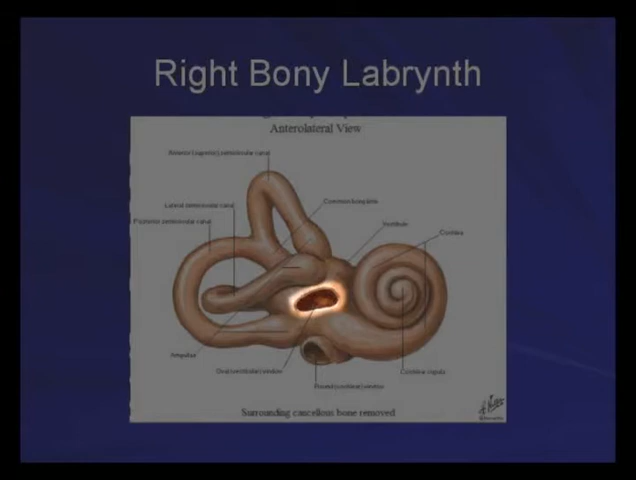 Right Bony Labrynth
Anterolateral View
Anterior (superior) semicircular canal
Lateral semicircular canal
Posterior semicircular canal
Common bony limb
Vestibule
Cochlea
Ampullae
Oval (vestibular) window
Round (cochlear) window
Cochlear cupula
Surrounding cancellous bone removed